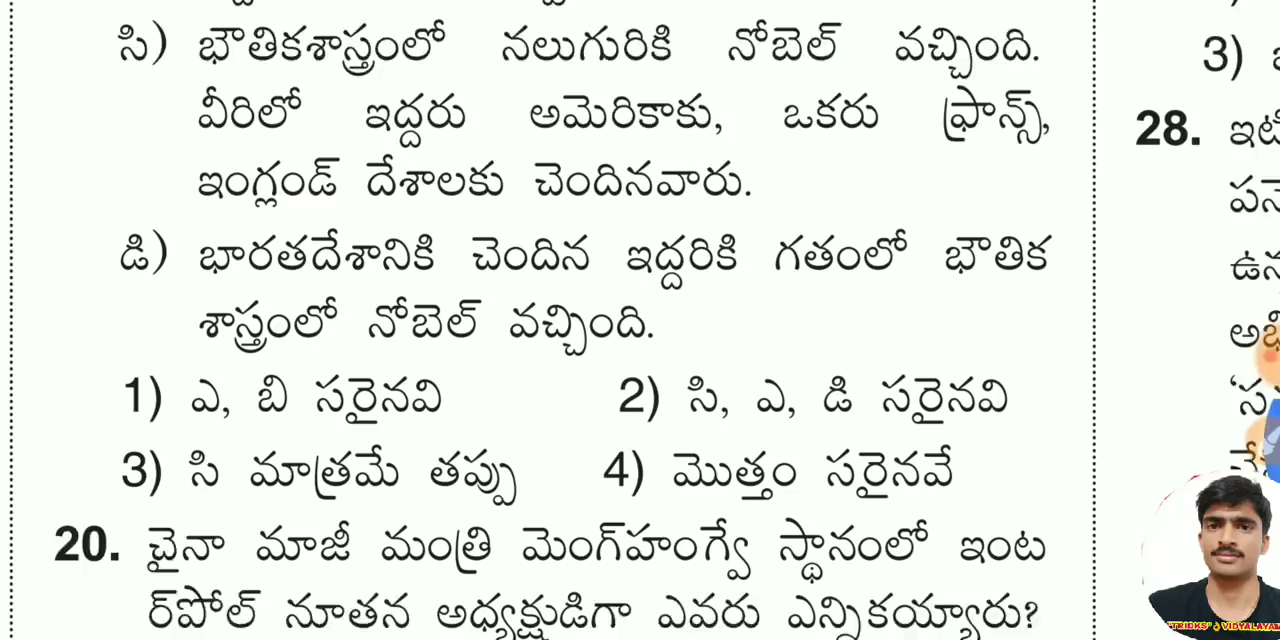 సి) భౌతికశాస్త్రంలో నలుగురికి నోబెల్ వచ్చింది.
వీరిలో ఇద్దరు అమెరికాకు, ఒకరు ఫ్రాన్స్,
ఇంగ్లండ్ దేశాలకు చెందినవారు.
డి) భారతదేశానికి చెందిన ఇద్దరికి గతంలో భౌతిక
శాస్త్రంలో నోబెల్ వచ్చింది.
1) ఎ, బి సరైనవి 2) సి, ఎ, డి సరైనవి
3) సి మాత్రమే తప్పు 4) మొత్తం సరైనవే
20. చైనా మాజీ మంత్రి మెంగ్‌హంగ్వే స్థానంలో ఇంట
ర్‌పోల్ నూతన అధ్యక్షుడిగా ఎవరు ఎన్నికయ్యారు?
3)
28.